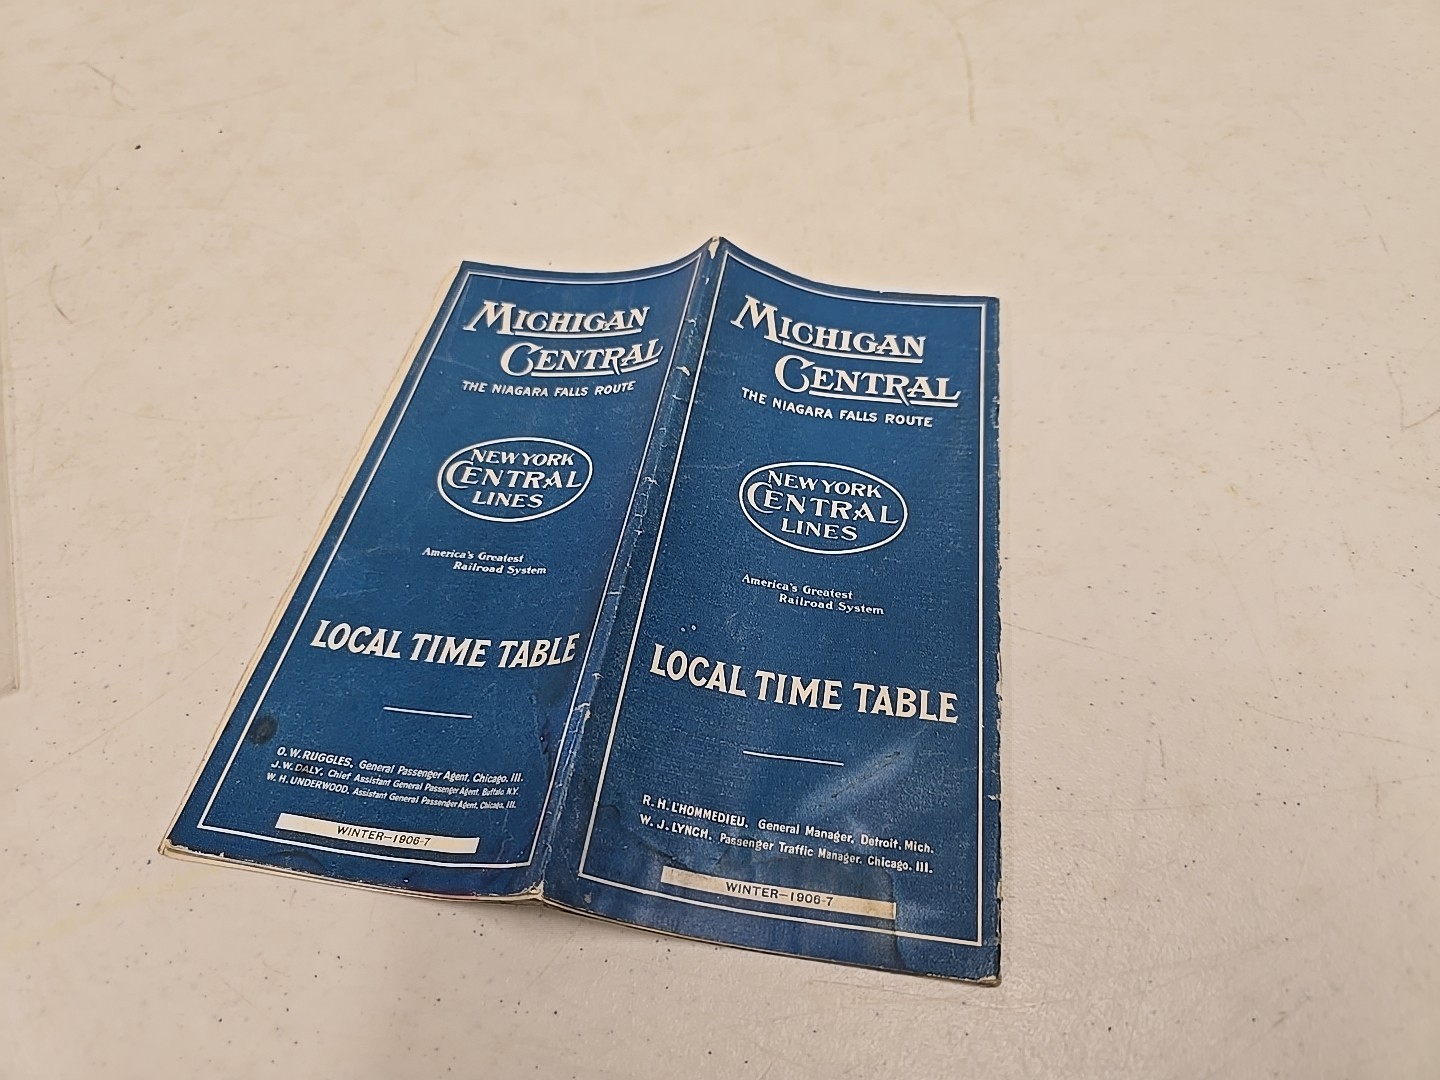 MICHIGAN
CENTRAL
THE NIAGARA FALLS ROUTE
NEW YORK
CENTRAL
LINES
America's Greatest
Railroad System
LOCAL TIME TABLE
O. W. RUGGLES, General Passenger Agent, Chicago, Ill.
J. W. DALY, Chief Assistant General Passenger Agent, Buffalo N.Y.
W. H. UNDERWOOD, Assistant General Passenger Agent, Chicago, Ill.
WINTER—1906-7
MICHIGAN
CENTRAL
THE NIAGARA FALLS ROUTE
NEW YORK
CENTRAL
LINES
America's Greatest
Railroad System
LOCAL TIME TABLE
R. H. L'HOMMEDIEU, General Manager, Detroit, Mich.
W. J. LYNCH, Passenger Traffic Manager, Chicago, Ill.
WINTER—1906-7